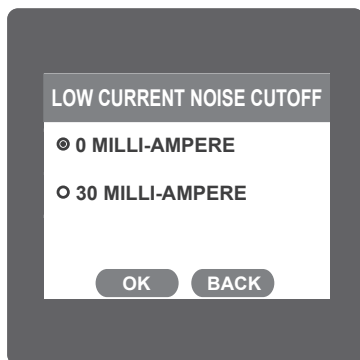 LOW CURRENT NOISE CUTOFF
0 MILLI-AMPERE
30 MILLI-AMPERE
OK BACK